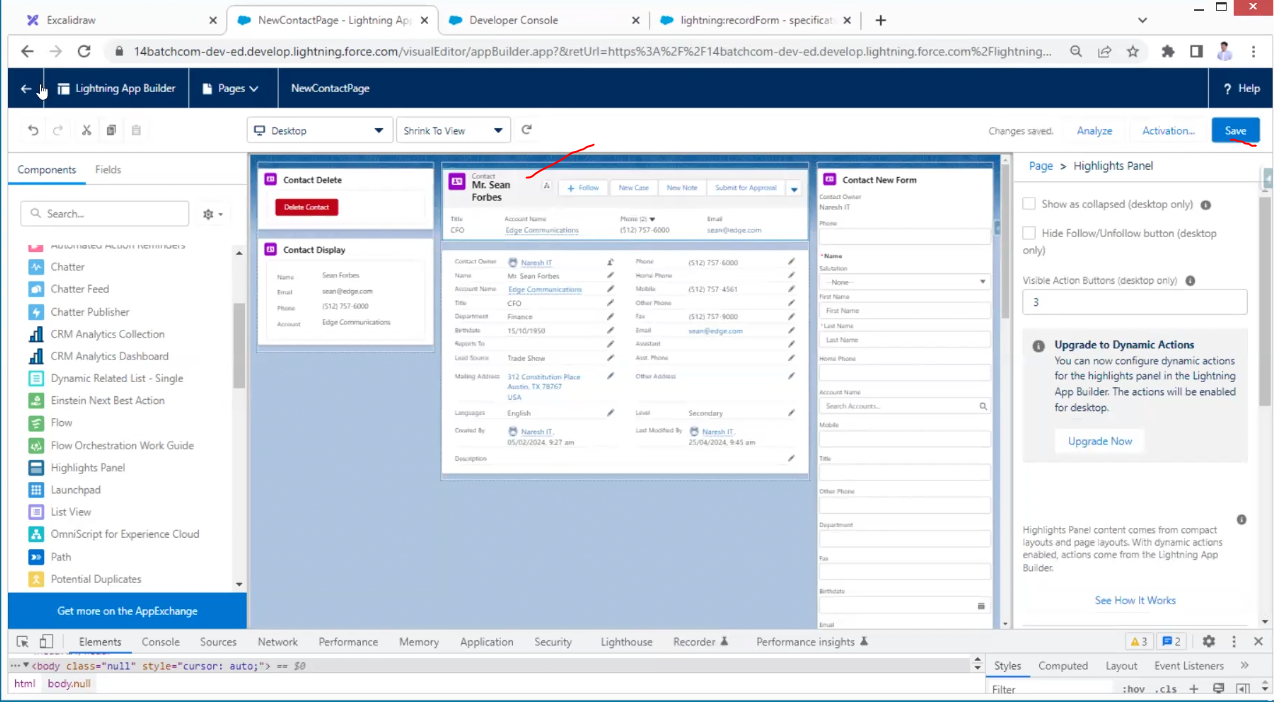 Excalidraw
NewContactPage - Lightning Ap
Developer Console
lightning:recordForm - specificat
14batchcom-dev-ed.develop.lightning.force.com/visualEditor/appBuilder.app?&retUrl=https%3A%2F%2F14batchcom-dev-ed.develop.lightning.force.com%2Flightning...
Lightning App Builder
Pages
NewContactPage
? Help
Desktop
Shrink To View
Changes saved.
Analyze
Activation...
Save
Components
Fields
Search...
Automated Action Reminders
Chatter
Chatter Feed
Chatter Publisher
CRM Analytics Collection
CRM Analytics Dashboard
Dynamic Related List - Single
Einstein Next Best Action
Flow
Flow Orchestration Work Guide
Highlights Panel
Launchpad
List View
OmniScript for Experience Cloud
Path
Potential Duplicates
Get more on the AppExchange
Contact Delete
Delete Contact
Contact Display
Name Sean Forbes
Email sean@edge.com
Phone (512) 757-6000
Account Edge Communications
Contact
Mr. Sean
Forbes
+ Follow
New Case
New Note
Submit for Approval
Title Account Name Phone (2) Email
CFO Edge Communications (512) 757-6000 sean@edge.com
Contact Owner Naresh IT Phone (512) 757-6000
Name Mr. Sean Forbes Home Phone
Account Name Edge Communications Mobile (512) 757-4561
Title CFO Other Phone
Department Finance Fax (512) 757-9000
Birthdate 15/10/1950 Email sean@edge.com
Reports To Assistant
Lead Source Trade Show Asst. Phone
Mailing Address 312 Constitution Place Other Address
Austin, TX 78767
USA
Languages English Level Secondary
Created By Naresh IT, Last Modified By Naresh IT,
05/02/2024, 9:27 am 25/04/2024, 9:45 am
Description
Contact New Form
Contact Owner
Naresh IT
Phone
*Name
Salutation
--None--
First Name
First Name
*Last Name
Last Name
Home Phone
Account Name
Search Accounts...
Mobile
Title
Other Phone
Department
Fax
Birthdate
Email
Page > Highlights Panel
Show as collapsed (desktop only)
Hide Follow/Unfollow button (desktop
only)
Visible Action Buttons (desktop only)
3
Upgrade to Dynamic Actions
You can now configure dynamic actions
for the highlights panel in the Lightning
App Builder. The actions will be enabled
for desktop.
Upgrade Now
Highlights Panel content comes from compact
layouts and page layouts. With dynamic actions
enabled, actions come from the Lightning App
Builder.
See How It Works
Elements
Console
Sources
Network
Performance
Memory
Application
Security
Lighthouse
Recorder
Performance insights
3
2
<body class="null" style="cursor: auto;"> == $0
html body.null
Styles
Computed
Layout
Event Listeners
Filter
:hov .cls